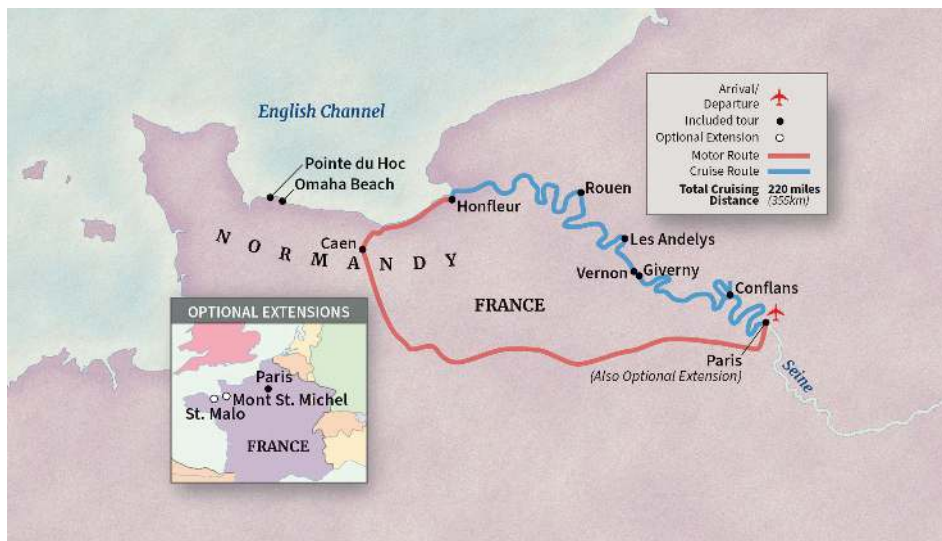 English Channel
Pointe du Hoc
Omaha Beach
NORMANDY
Caen
Honfleur
Rouen
Les Andelys
Vernon
Giverny
Conflans
FRANCE
Paris
(Also Optional Extension)
Seine
Arrival/
Departure
Included tour
Optional Extension
Motor Route
Cruise Route
Total Cruising 220 miles
Distance (355km)
OPTIONAL EXTENSIONS
Paris
Mont St. Michel
St. Malo
FRANCE